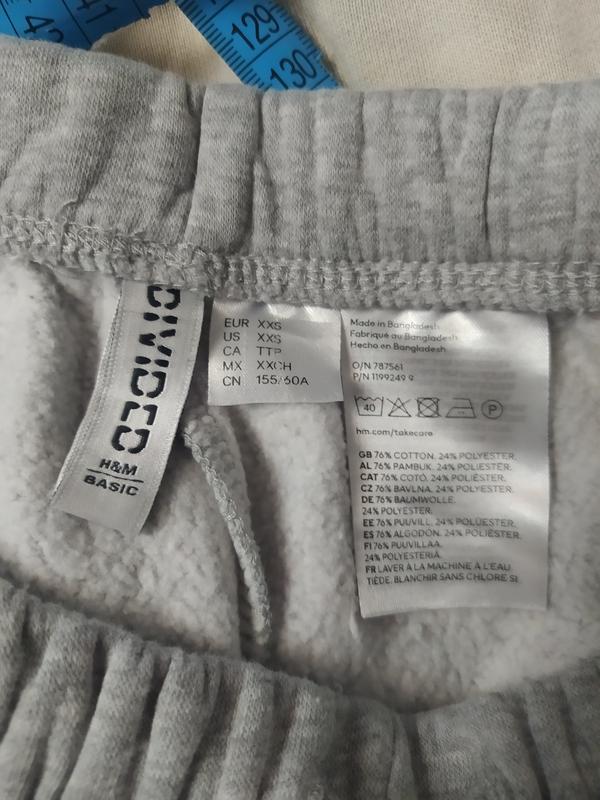 41
129
130
DIVIDED
H&M
BASIC
EUR XXS
US XXS
CA TTP
MX XXCH
CN 155/60A
Made in Bangladesh
Fabriqué au Bangladesh
Hecho en Bangladesh
O/N 787561
P/N 1199249 9
40
P
hm.com/takecare
GB 76% COTTON. 24% POLYESTER.
AL 76% PAMBUK. 24% POLIESTËR.
CAT 76% COTÓ. 24% POLIÈSTER.
CZ 76% BAVLNA. 24% POLYESTER.
DE 76% BAUMWOLLE.
24% POLYESTER.
EE 76% PUUVILL. 24% POLÜESTER.
ES 76% ALGODÓN. 24% POLIÉSTER.
FI 76% PUUVILLAA.
24% POLYESTERIÄ.
FR LAVER À LA MACHINE À L'EAU
TIÈDE. BLANCHIR SANS CHLORE SI